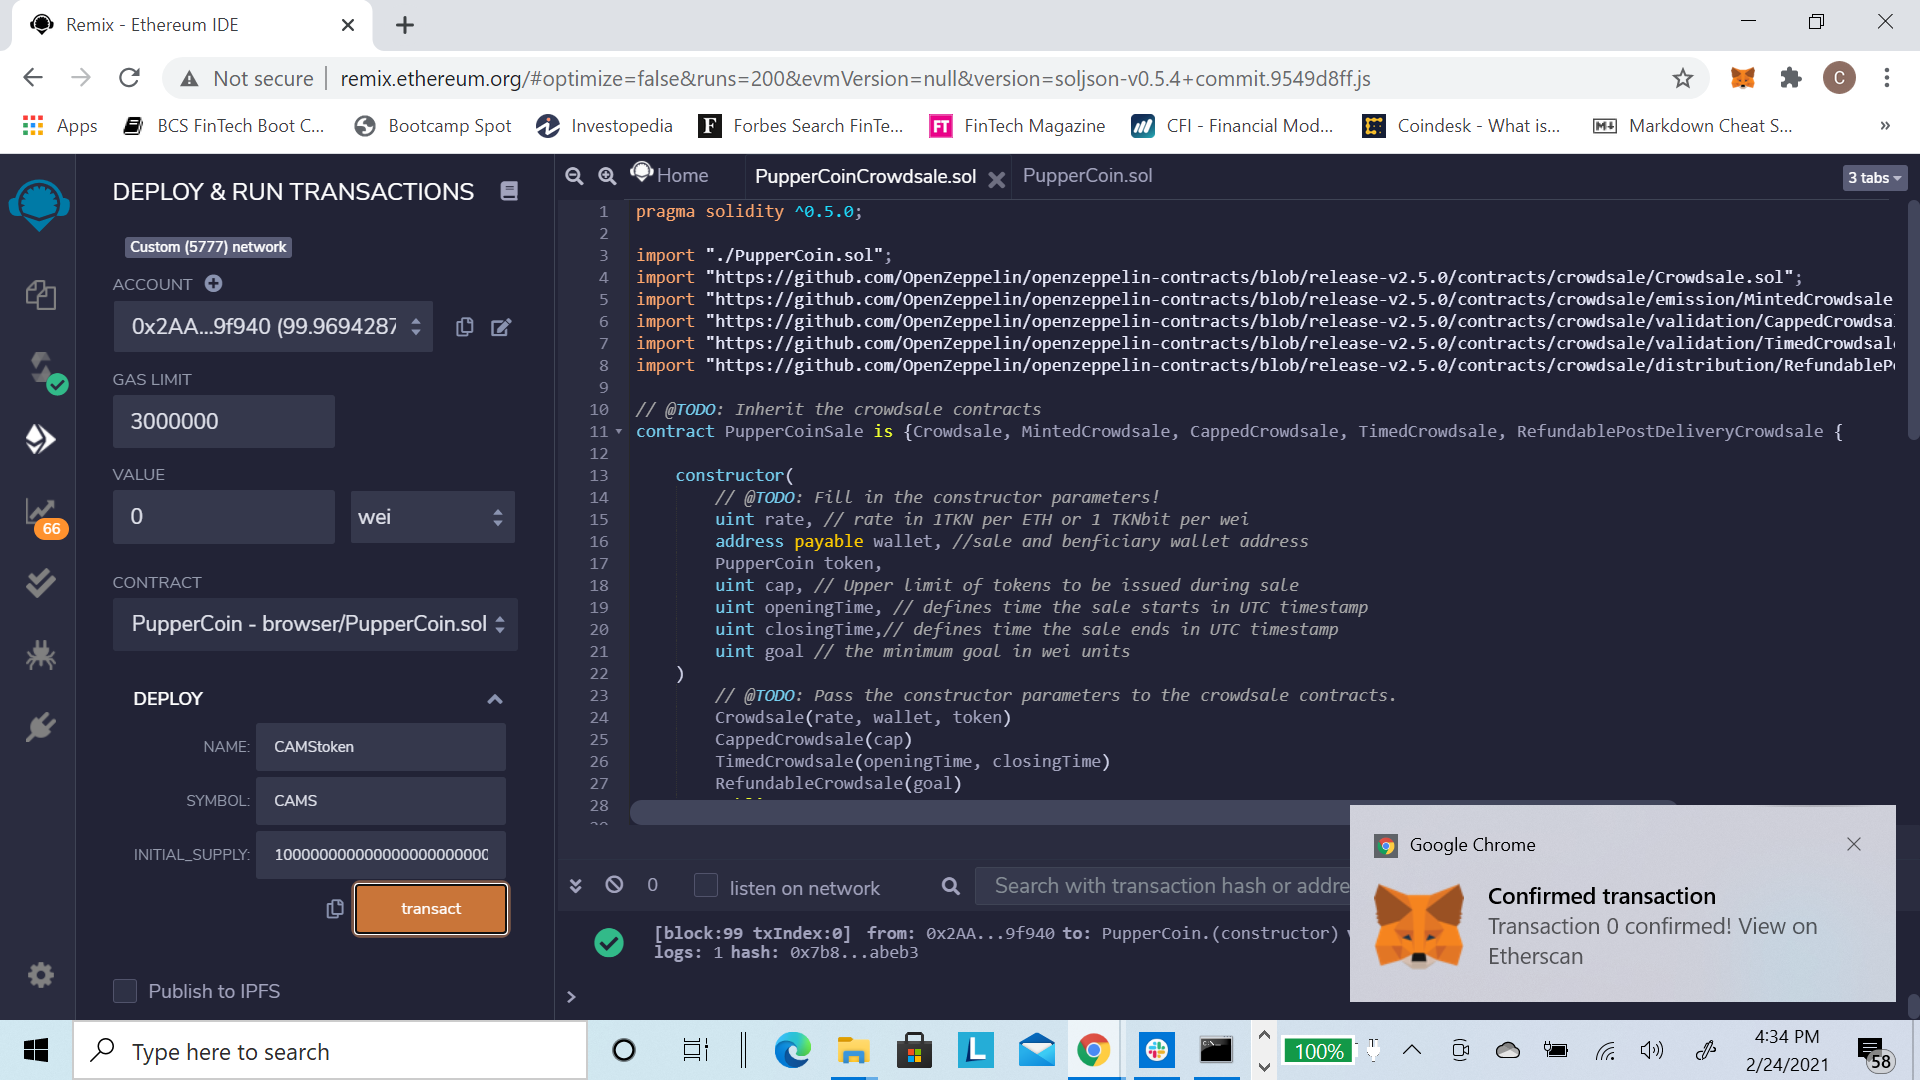 Remix - Ethereum IDE
Not secure
remix.ethereum.org/#optimize=false&runs=200&evmVersion=null&version=soljson-v0.5.4+commit.9549d8ff.js
C
Apps
BCS FinTech Boot C...
Bootcamp Spot
Investopedia
F
Forbes Search FinTe...
FT
FinTech Magazine
CFI - Financial Mod...
Coindesk - What is...
Markdown Cheat S...
»
DEPLOY & RUN TRANSACTIONS
Custom (5777) network
ACCOUNT
0x2AA...9f940 (99.9694287
GAS LIMIT
3000000
VALUE
0
wei
66
CONTRACT
PupperCoin - browser/PupperCoin.sol
DEPLOY
NAME: CAMStoken
SYMBOL: CAMS
INITIAL_SUPPLY:
transact
Publish to IPFS
Home
PupperCoinCrowdsale.sol
PupperCoin.sol
3 tabs
1 pragma solidity ^0.5.0;
2
3 import "./PupperCoin.sol";
4 import "https://github.com/OpenZeppelin/openzeppelin-contracts/blob/release-v2.5.0/contracts/crowdsale/Crowdsale.sol";
5 import "https://github.com/OpenZeppelin/openzeppelin-contracts/blob/release-v2.5.0/contracts/crowdsale/emission/MintedCrowdsale
6 import "https://github.com/OpenZeppelin/openzeppelin-contracts/blob/release-v2.5.0/contracts/crowdsale/validation/CappedCrowdsa
7 import "https://github.com/OpenZeppelin/openzeppelin-contracts/blob/release-v2.5.0/contracts/crowdsale/validation/TimedCrowdsal
8 import "https://github.com/OpenZeppelin/openzeppelin-contracts/blob/release-v2.5.0/contracts/crowdsale/distribution/RefundableP
9
10 // @TODO: Inherit the crowdsale contracts
11 contract PupperCoinSale is {Crowdsale, MintedCrowdsale, CappedCrowdsale, TimedCrowdsale, RefundablePostDeliveryCrowdsale {
12
13 constructor(
14 // @TODO: Fill in the constructor parameters!
15 uint rate, // rate in 1TKN per ETH or 1 TKNbit per wei
16 address payable wallet, //sale and benficiary wallet address
17 PupperCoin token,
18 uint cap, // Upper limit of tokens to be issued during sale
19 uint openingTime, // defines time the sale starts in UTC timestamp
20 uint closingTime,// defines time the sale ends in UTC timestamp
21 uint goal // the minimum goal in wei units
22 )
23 // @TODO: Pass the constructor parameters to the crowdsale contracts.
24 Crowdsale(rate, wallet, token)
25 CappedCrowdsale(cap)
26 TimedCrowdsale(openingTime, closingTime)
27 RefundableCrowdsale(goal)
28
0
listen on network
Search with transaction hash or addre
[block:99 txIndex:0] from: 0x2AA...9f940 to: PupperCoin.(constructor)
logs: 1 hash: 0x7b8...abeb3
>
Google Chrome
Confirmed transaction
Transaction 0 confirmed! View on
Etherscan
Type here to search
L
100%
4:34 PM
2/24/2021
58